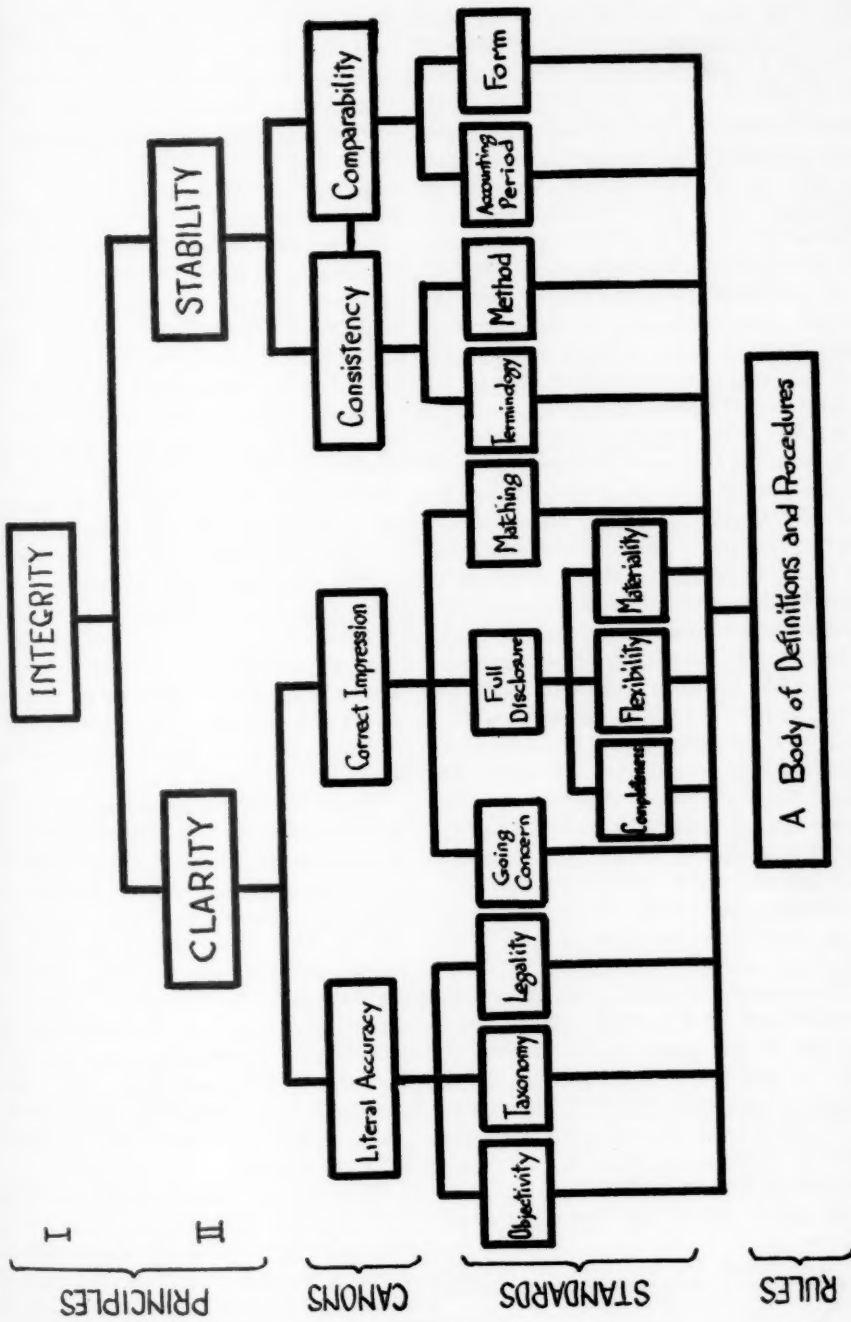 PRINCIPLES
I
II
CANONS
STANDARDS
RULES
INTEGRITY
CLARITY
STABILITY
Literal Accuracy
Correct Impression
Consistency
Comparability
Objectivity
Taxonomy
Legality
Going
Concern
Full
Disclosure
Matching
Terminology
Method
Accounting
Period
Form
Completeness
Flexibility
Materiality
A Body of Definitions and Procedures